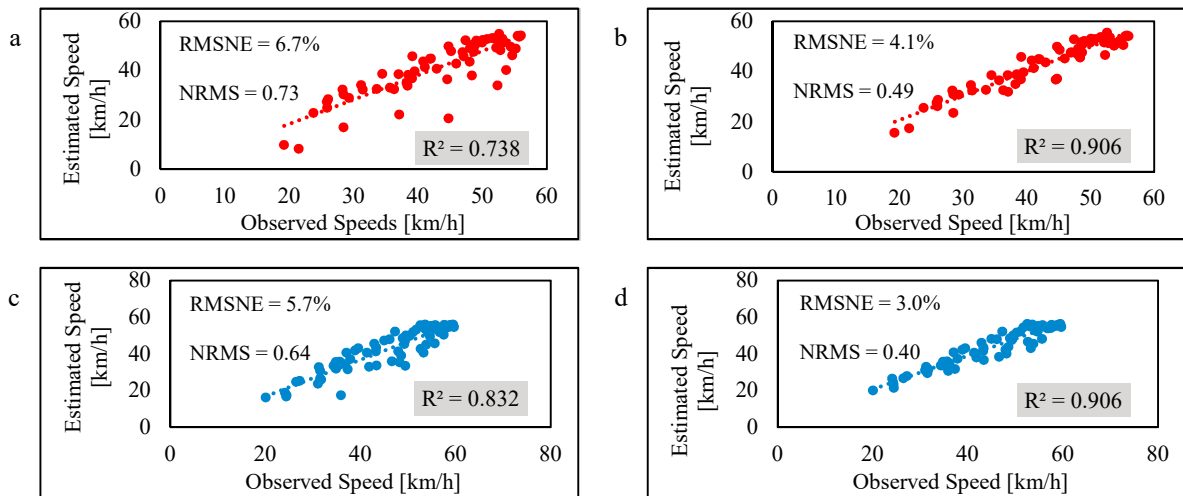 a
Estimated Speed
[km/h]
60
40
20
0
RMSNE = 6.7%
NRMS = 0.73
R² = 0.738
0 10 20 30 40 50 60
Observed Speeds [km/h]
b
Estimated Speed
[km/h]
60
40
20
0
RMSNE = 4.1%
NRMS = 0.49
R² = 0.906
0 10 20 30 40 50 60
Observed Speed [km/h]
c
Estimated Speed
[km/h]
80
60
40
20
0
RMSNE = 5.7%
NRMS = 0.64
R² = 0.832
0 20 40 60 80
Observed Speed [km/h]
d
Estimated Speed
[km/h]
80
60
40
20
0
RMSNE = 3.0%
NRMS = 0.40
R² = 0.906
0 20 40 60 80
Observed Speed [km/h]